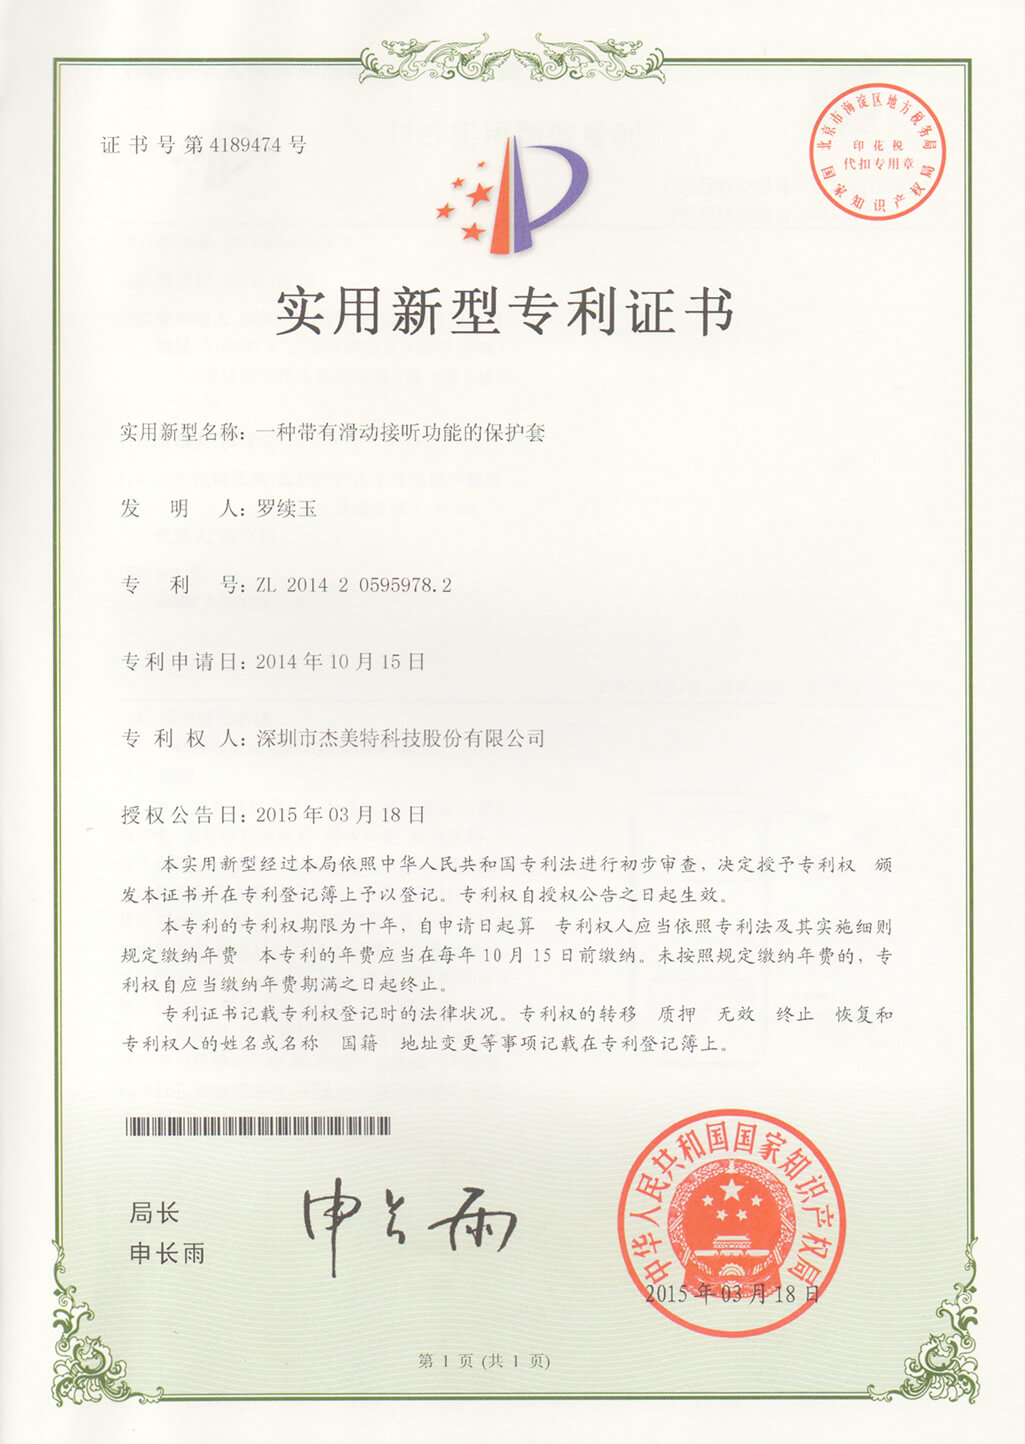 证书号第4189474号
北京市海淀区地方税务局
印花税
代扣专用章
国家知识产权局
实用新型专利证书
实用新型名称：一种带有滑动接听功能的保护套
发明人：罗续玉
专利号：ZL 2014 2 0595978.2
专利申请日：2014年10月15日
专利权人：深圳市杰美特科技股份有限公司
授权公告日：2015年03月18日
本实用新型经过本局依照中华人民共和国专利法进行初步审查，决定授予专利权　颁
发本证书并在专利登记簿上予以登记。专利权自授权公告之日起生效。
本专利的专利权期限为十年，自申请日起算　专利权人应当依照专利法及其实施细则
规定缴纳年费　本专利的年费应当在每年10月15日前缴纳。未按照规定缴纳年费的，专
利权自应当缴纳年费期满之日起终止。
专利证书记载专利权登记时的法律状况。专利权的转移　质押　无效　终止　恢复和
专利权人的姓名或名称　国籍　地址变更等事项记载在专利登记簿上。
局长
申长雨
申长雨
中华人民共和国国家知识产权局
2015年03月18日
第1页(共1页)